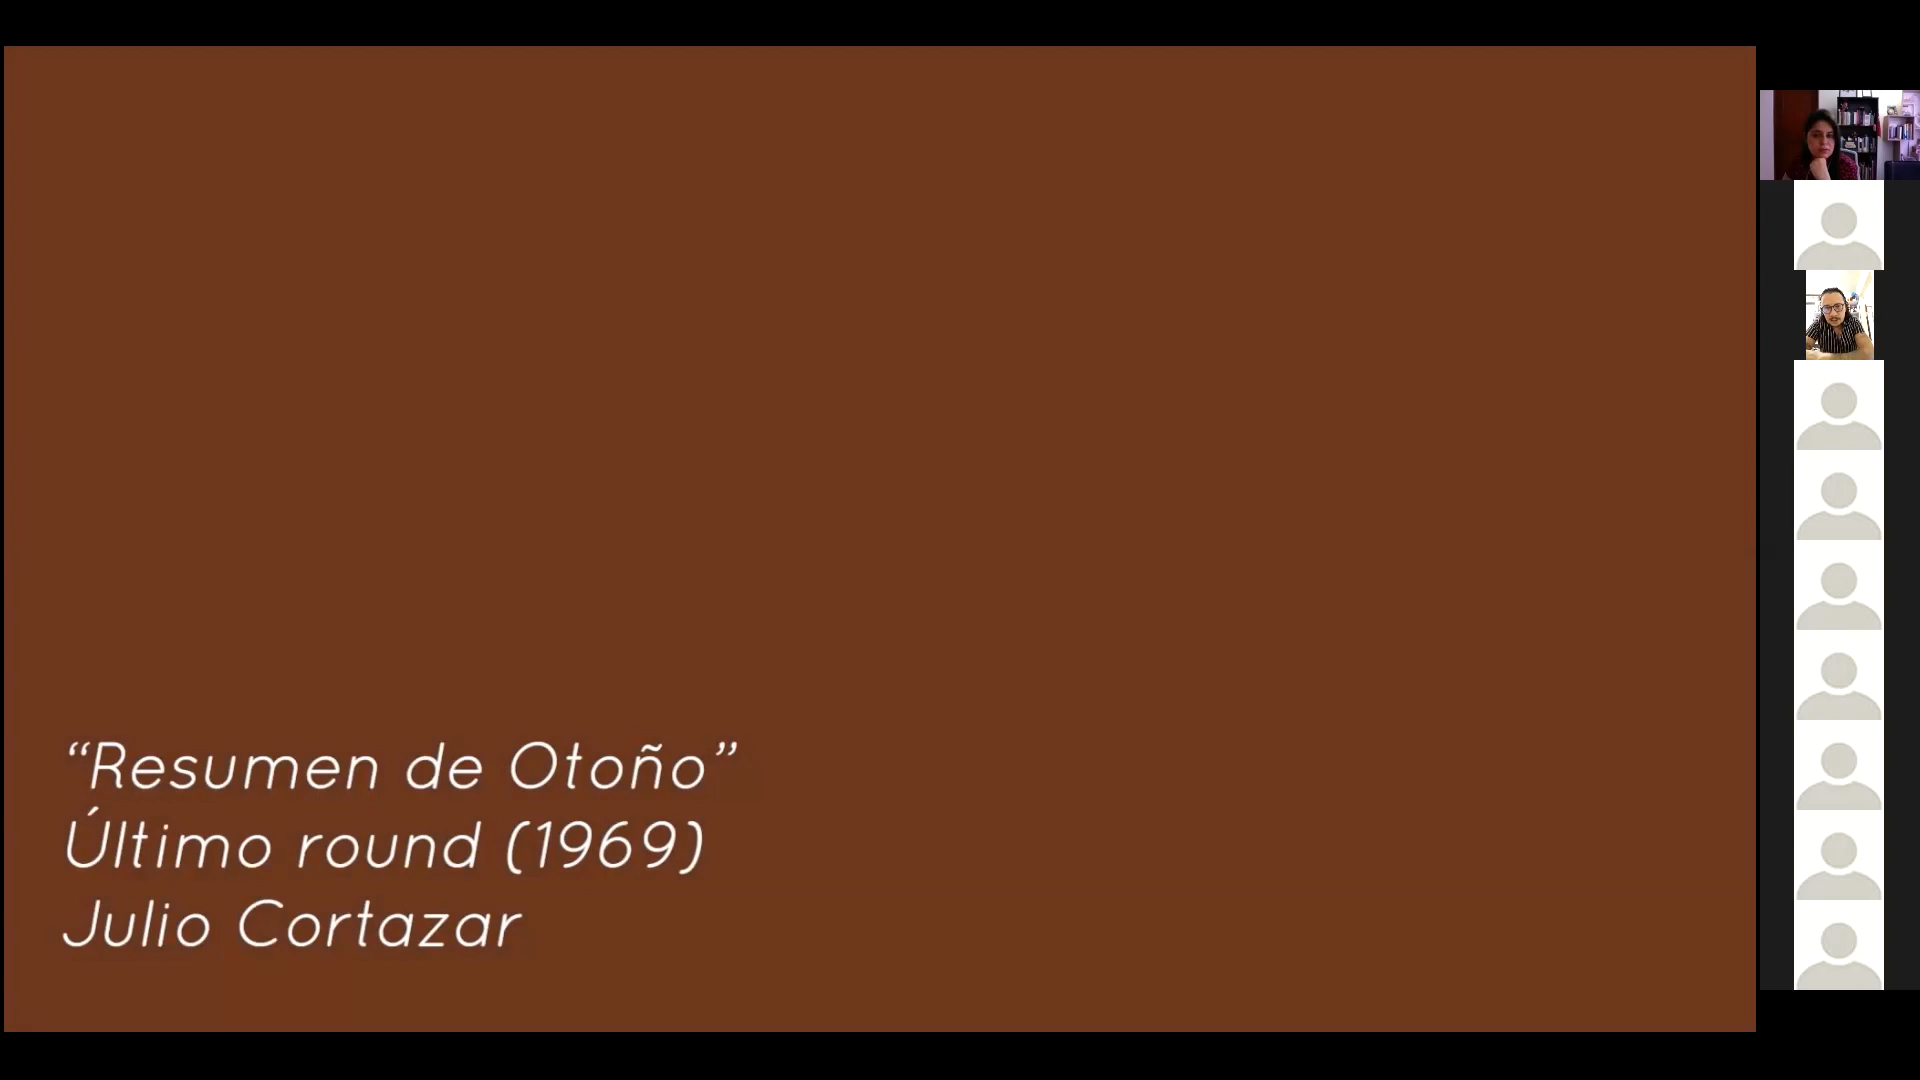 “Resumen de Otoño”
Último round (1969)
Julio Cortazar